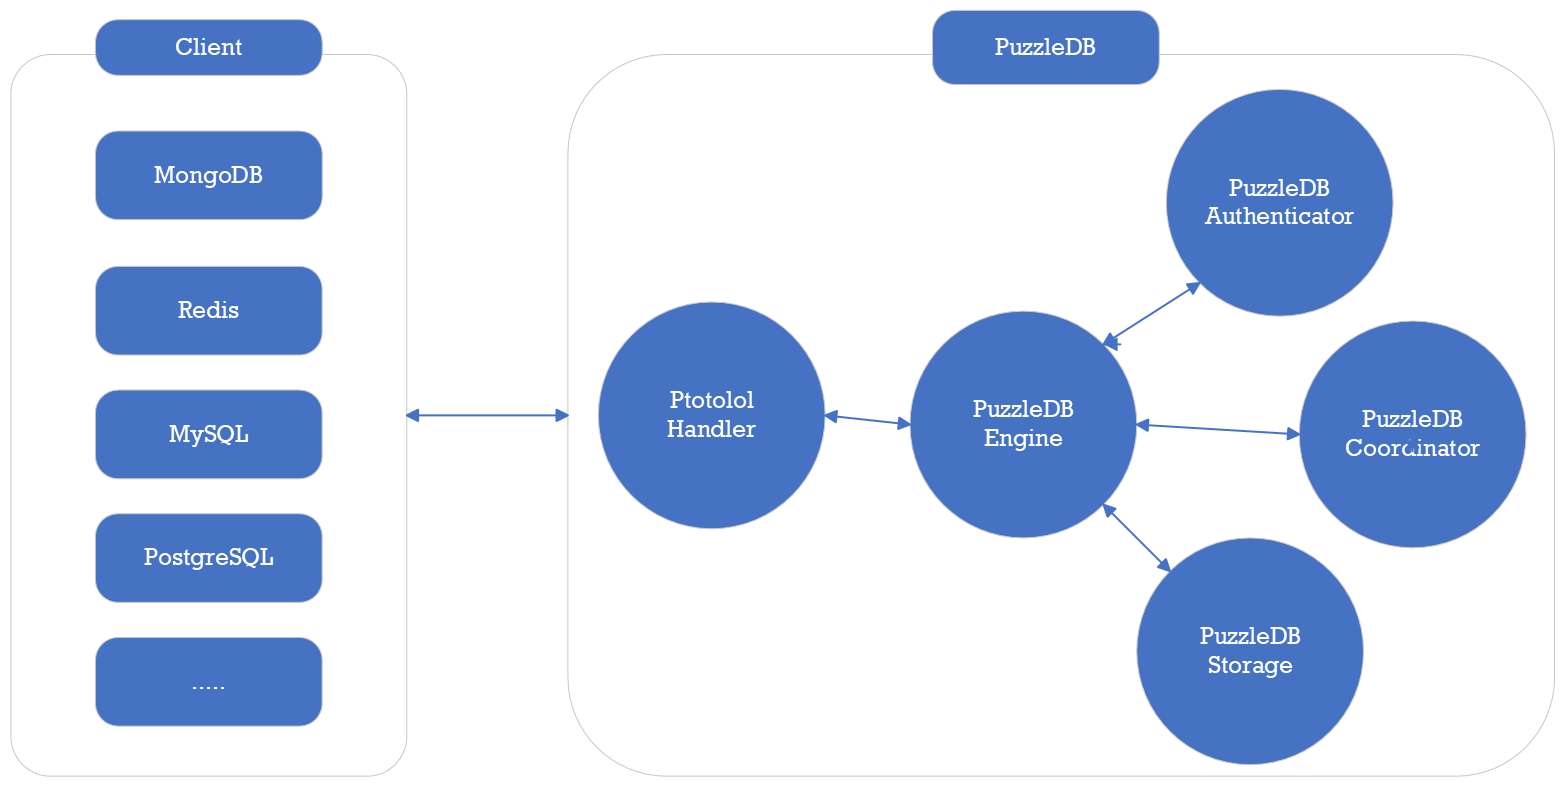 Client
MongoDB
Redis
MySQL
PostgreSQL
.....
PuzzleDB
Ptotolol
Handler
PuzzleDB
Engine
PuzzleDB
Authenticator
PuzzleDB
Coordinator
PuzzleDB
Storage